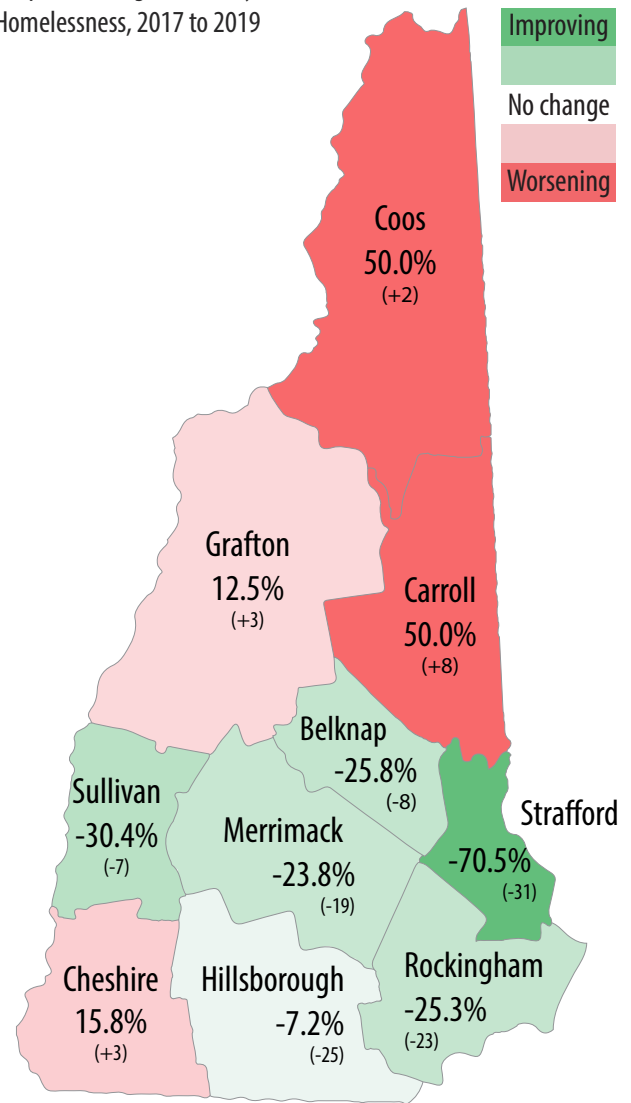 Homelessness, 2017 to 2019
Improving
No change
Worsening
Coos
50.0%
(+2)
Grafton
12.5%
(+3)
Carroll
50.0%
(+8)
Belknap
-25.8%
(-8)
Sullivan
-30.4%
(-7)
Merrimack
-23.8%
(-19)
Strafford
-70.5%
(-31)
Cheshire
15.8%
(+3)
Hillsborough
-7.2%
(-25)
Rockingham
-25.3%
(-23)